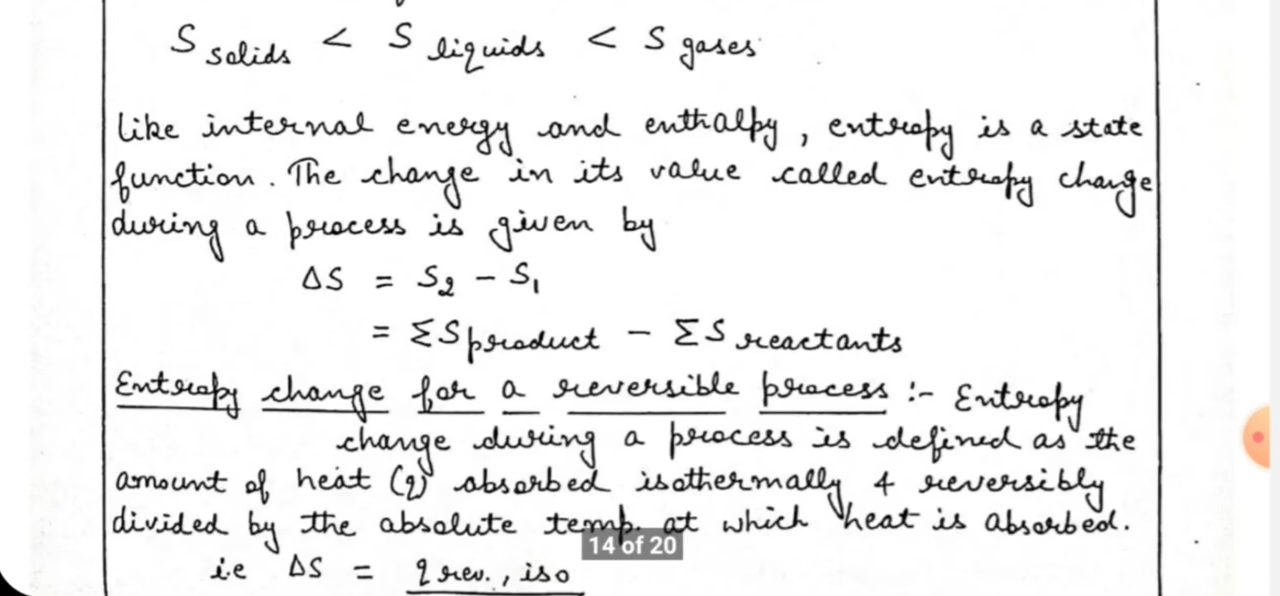 S solids < S liquids < S gases
like internal energy and enthalpy, entropy is a state
function. The change in its value called entropy change
during a process is given by
ΔS = S₂ - S₁
= ΣS product - ΣS reactants
Entropy change for a reversible process :- Entropy
change during a process is defined as the
amount of heat (q) absorbed isothermally & reversibly
divided by the absolute temp. at which heat is absorbed.
14 of 20
i.e ΔS = q rev., iso